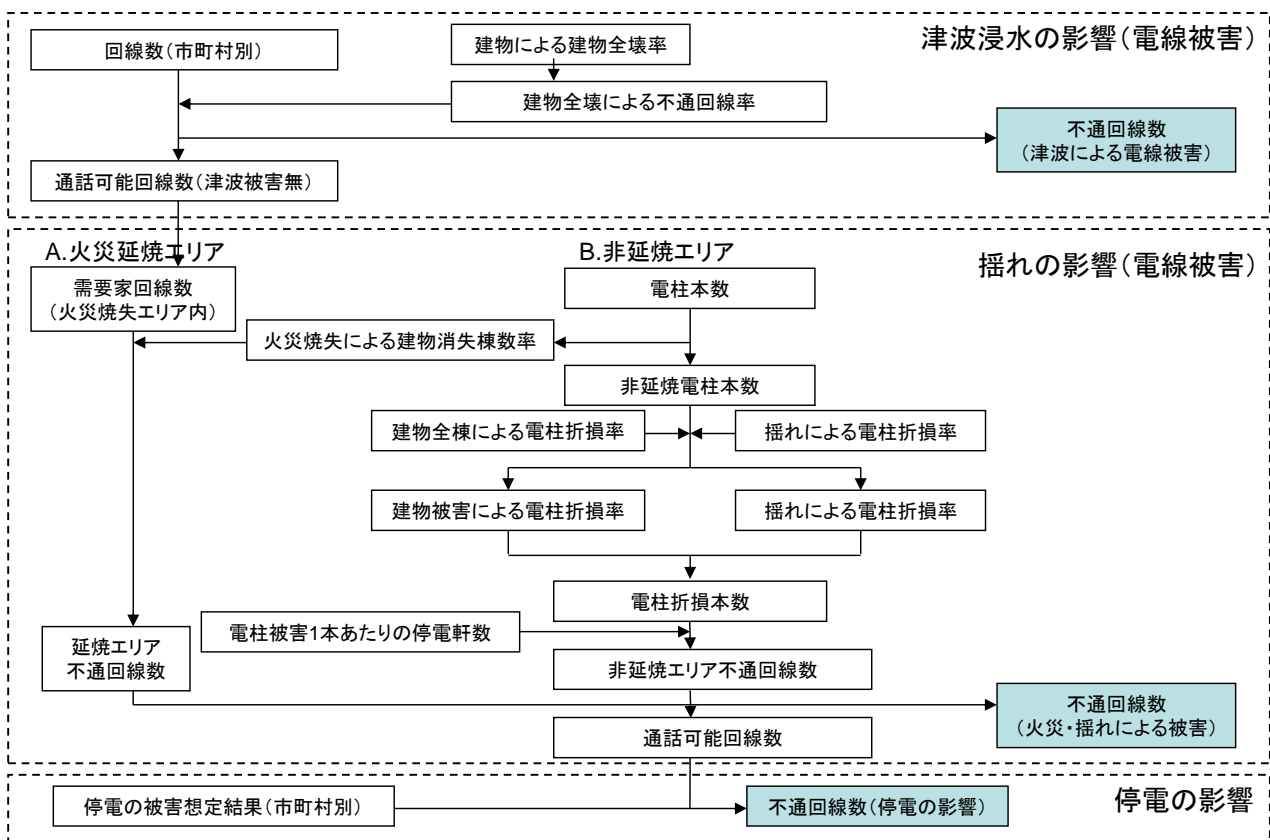 津波浸水の影響(電線被害)
回線数(市町村別)
建物による建物全壊率
建物全壊による不通回線率
不通回線数
(津波による電線被害)
通話可能回線数(津波被害無)
A.火災延焼エリア
B.非延焼エリア
揺れの影響(電線被害)
需要家回線数
(火災焼失エリア内)
電柱本数
火災焼失による建物消失棟数率
非延焼電柱本数
建物全棟による電柱折損率
揺れによる電柱折損率
建物被害による電柱折損率
揺れによる電柱折損率
電柱折損本数
電柱被害1本あたりの停電軒数
延焼エリア
不通回線数
非延焼エリア不通回線数
不通回線数
(火災・揺れによる被害)
通話可能回線数
停電の影響
停電の被害想定結果(市町村別)
不通回線数(停電の影響)